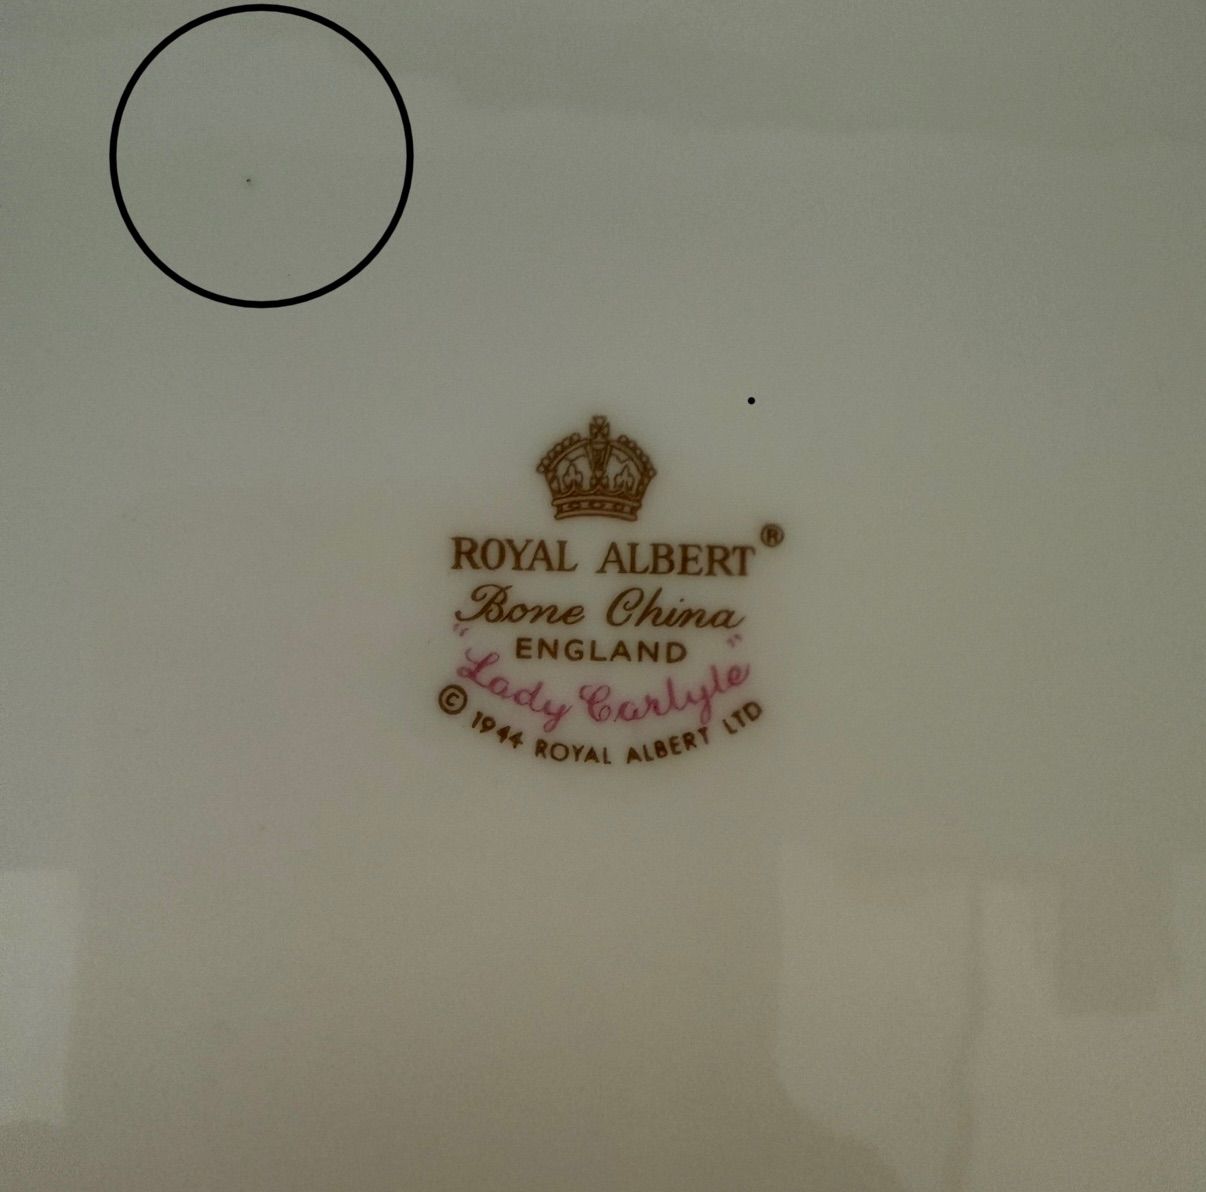 ROYAL ALBERT®
Bone China
ENGLAND
"Lady Carlyle"
© 1944 ROYAL ALBERT LTD